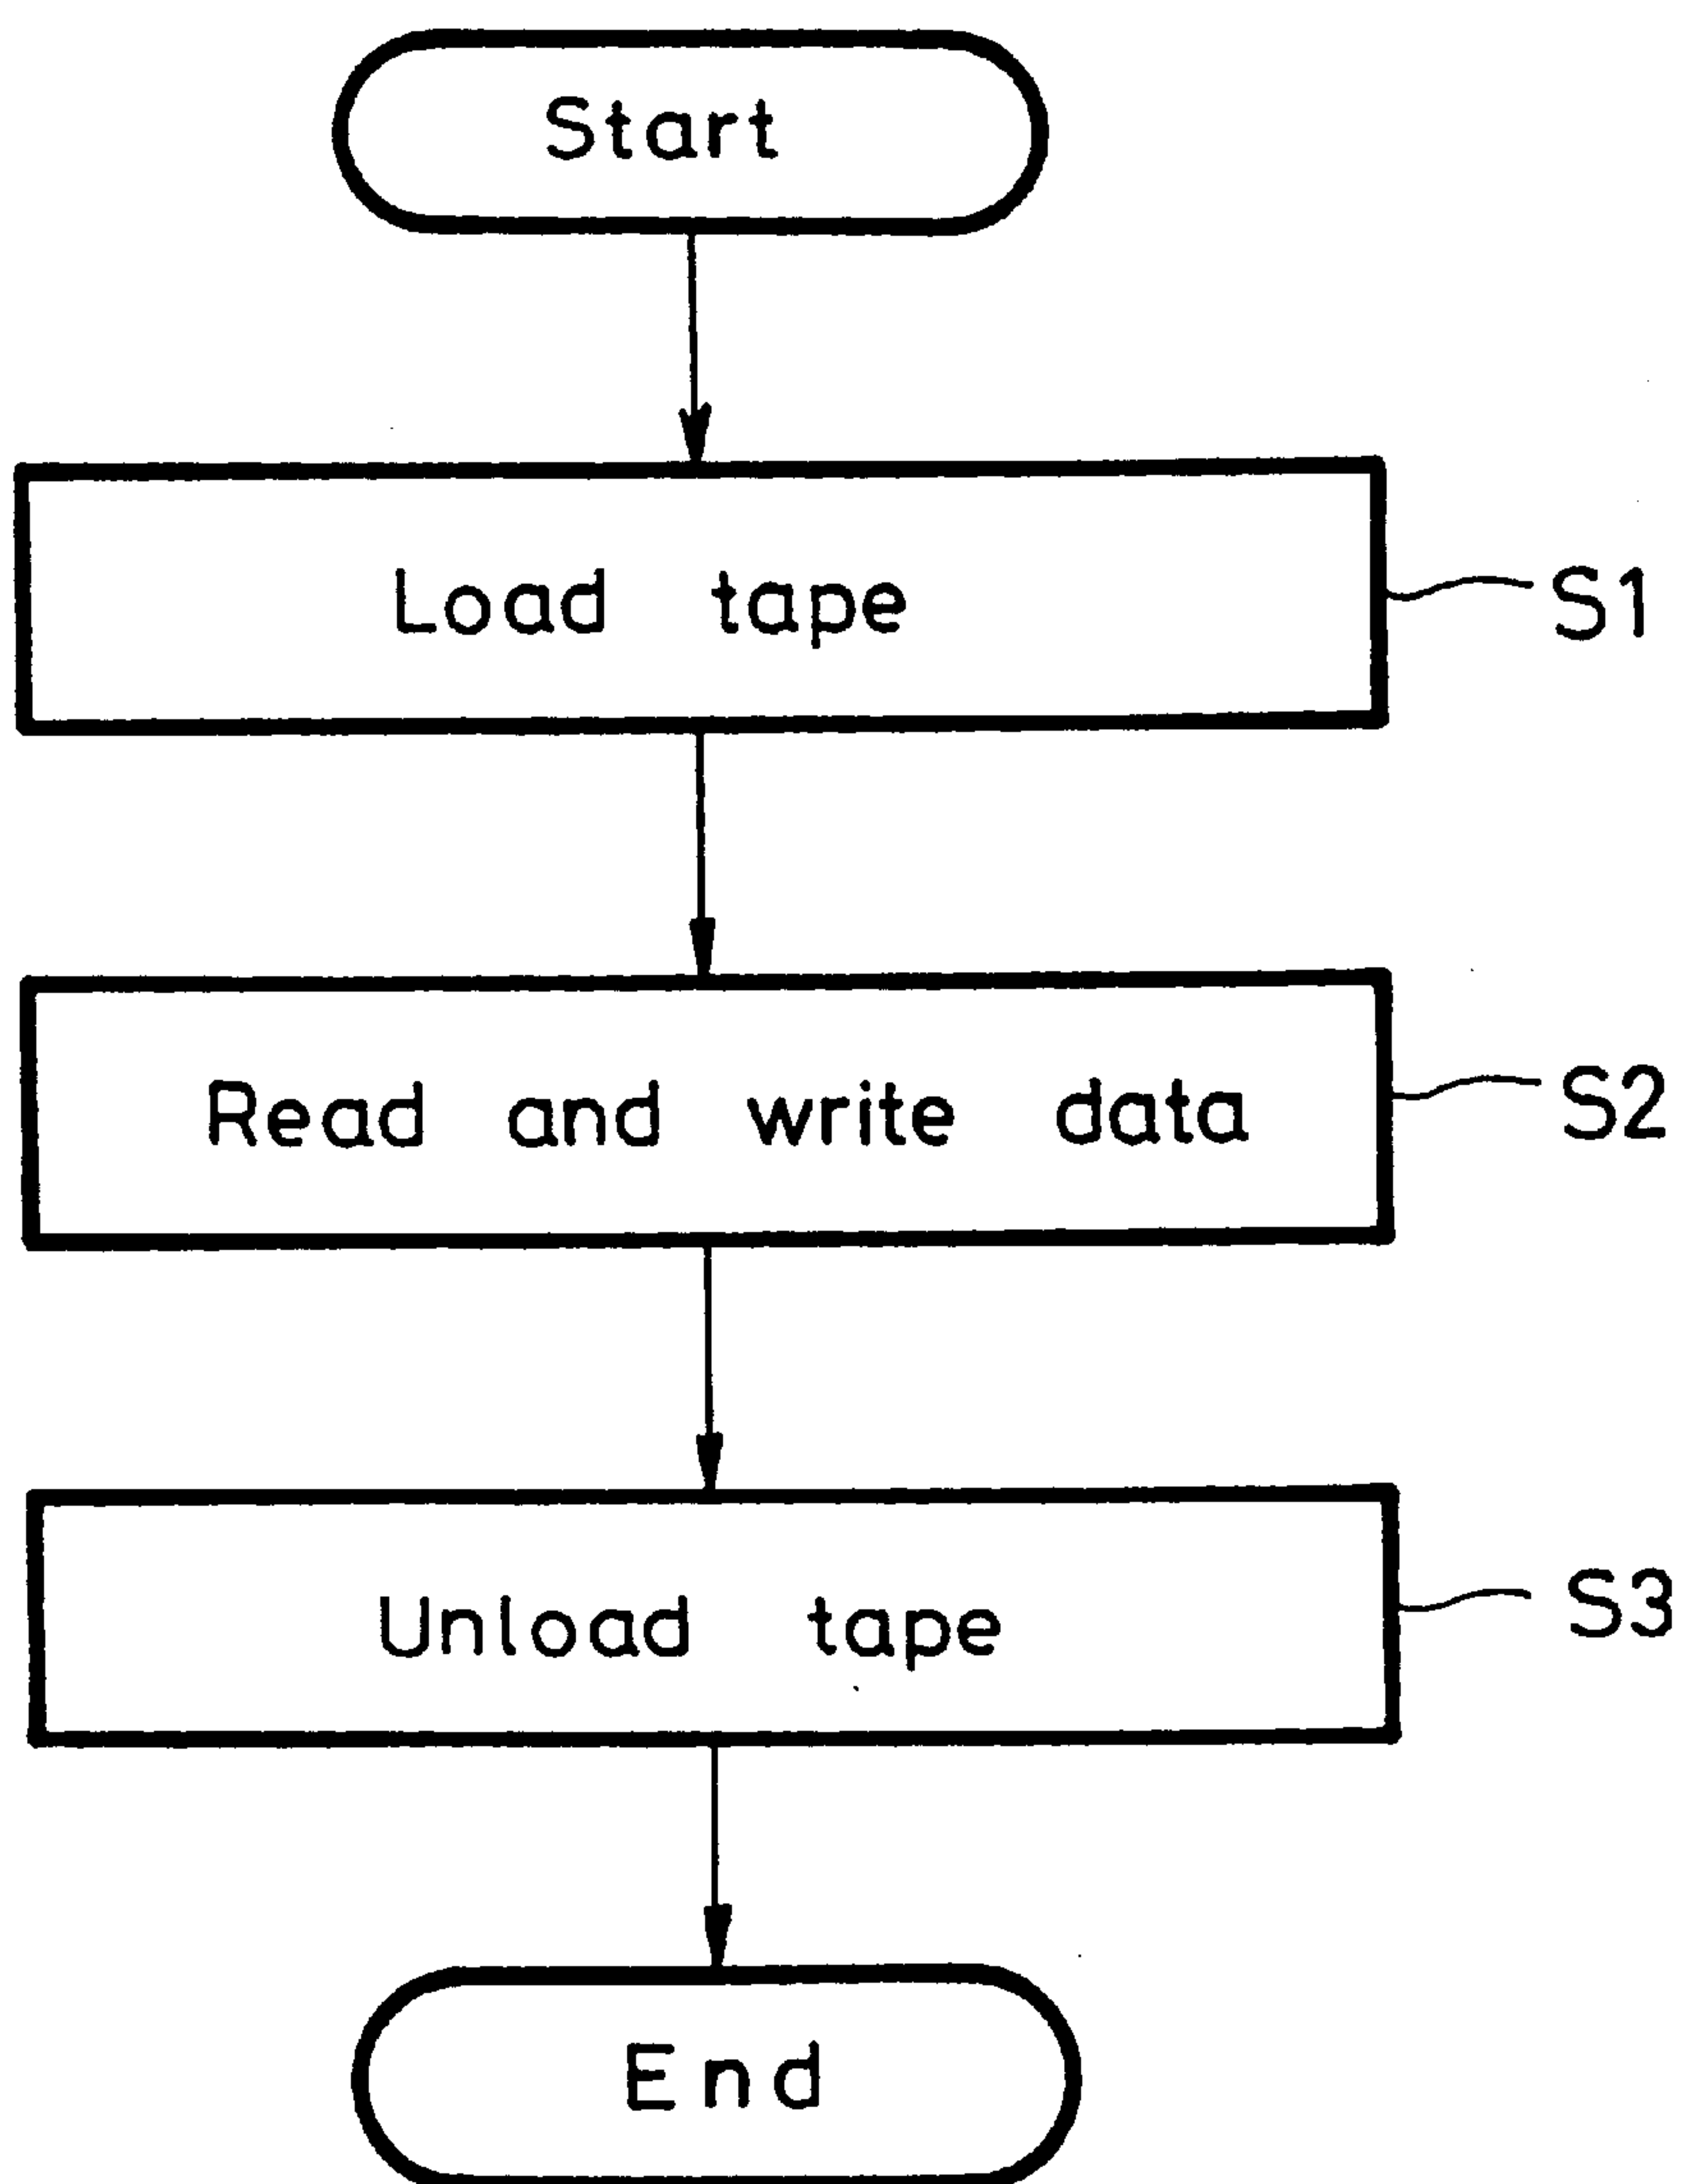 Start
Load tape
S1
Read and write data
S2
Unload tape
S3
End